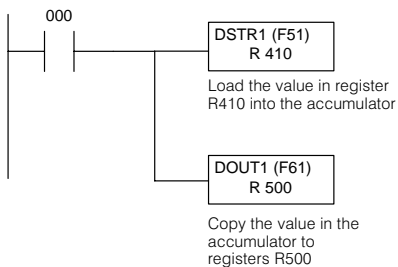 000
DSTR1 (F51)
R 410
Load the value in register
R410 into the accumulator
DOUT1 (F61)
R 500
Copy the value in the
accumulator to
registers R500